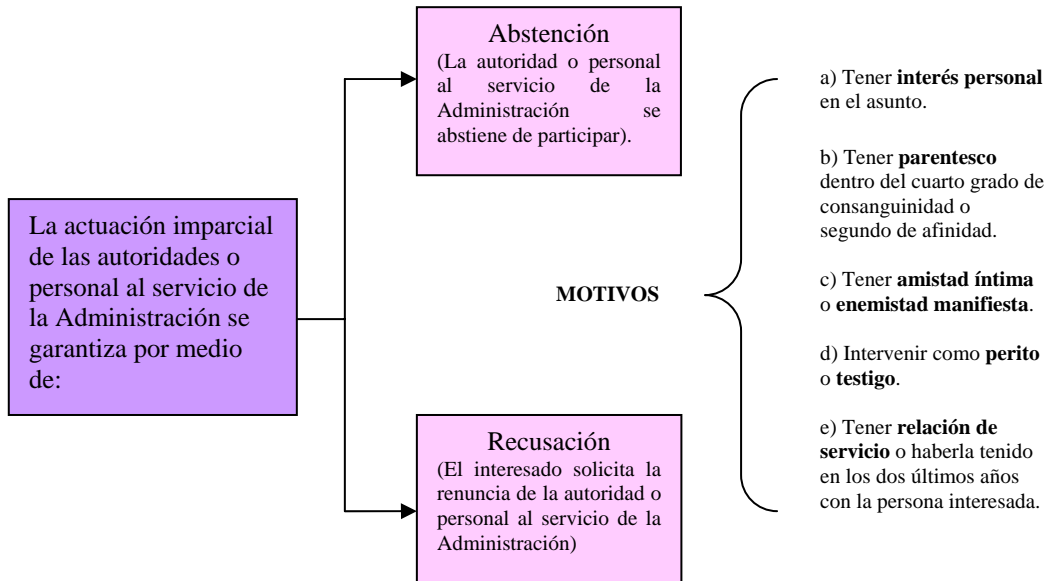 La actuación imparcial
de las autoridades o
personal al servicio de
la Administración se
garantiza por medio
de:
Abstención
(La autoridad o personal
al servicio de la
Administración se
abstiene de participar).
Recusación
(El interesado solicita la
renuncia de la autoridad o
personal al servicio de la
Administración)
MOTIVOS
a) Tener interés personal
en el asunto.
b) Tener parentesco
dentro del cuarto grado de
consanguinidad o
segundo de afinidad.
c) Tener amistad íntima
o enemistad manifiesta.
d) Intervenir como perito
o testigo.
e) Tener relación de
servicio o haberla tenido
en los dos últimos años
con la persona interesada.